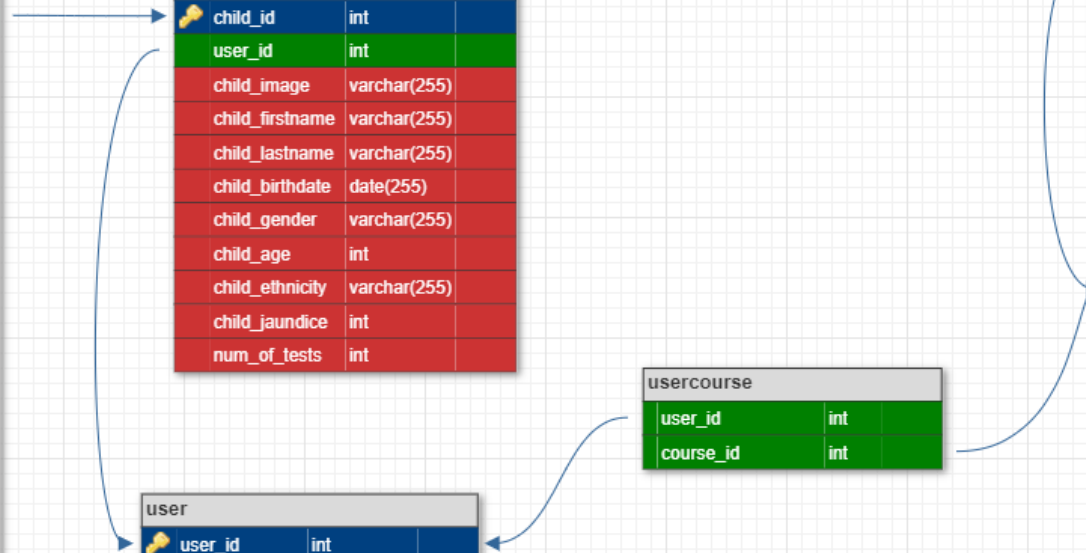 child_id int
user_id int
child_image varchar(255)
child_firstname varchar(255)
child_lastname varchar(255)
child_birthdate date(255)
child_gender varchar(255)
child_age int
child_ethnicity varchar(255)
child_jaundice int
num_of_tests int
usercourse
user_id int
course_id int
user
user_id int